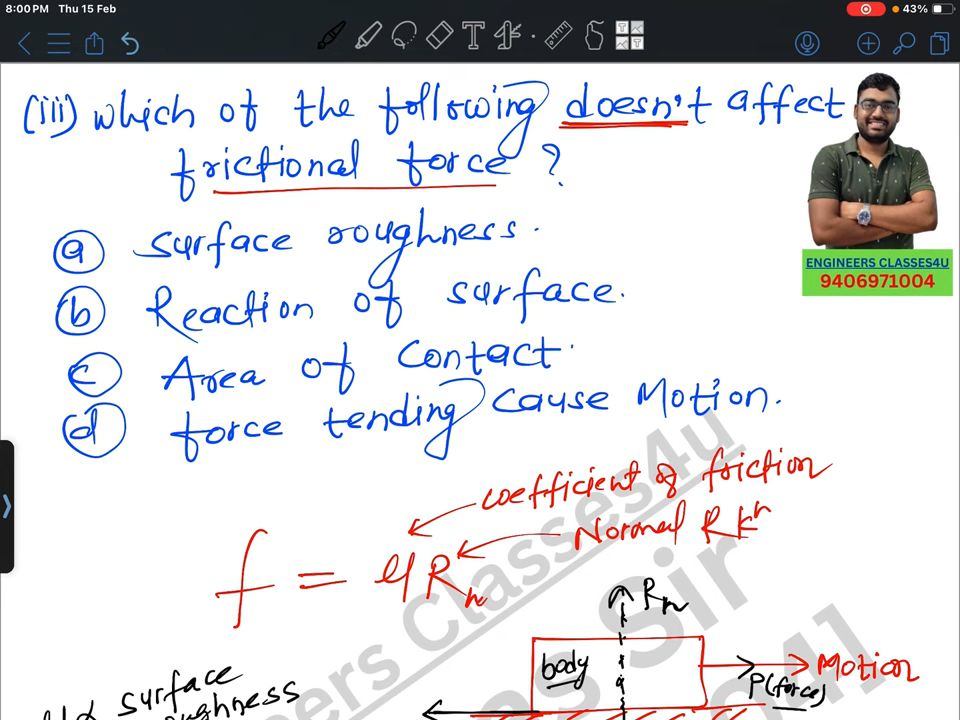 8:00 PM Thu 15 Feb
43%
(iii) which of the following doesn't affect
frictional force ?
ENGINEERS CLASSES4U
9406971004
(a) surface roughness.
(b) Reaction of surface.
(c) Area of contact.
(d) force tending cause Motion.
coefficient of friction
Normal Rkⁿ
f = μRn
Rn
body
Motion
P(force)
surface
Classes4u
Sir